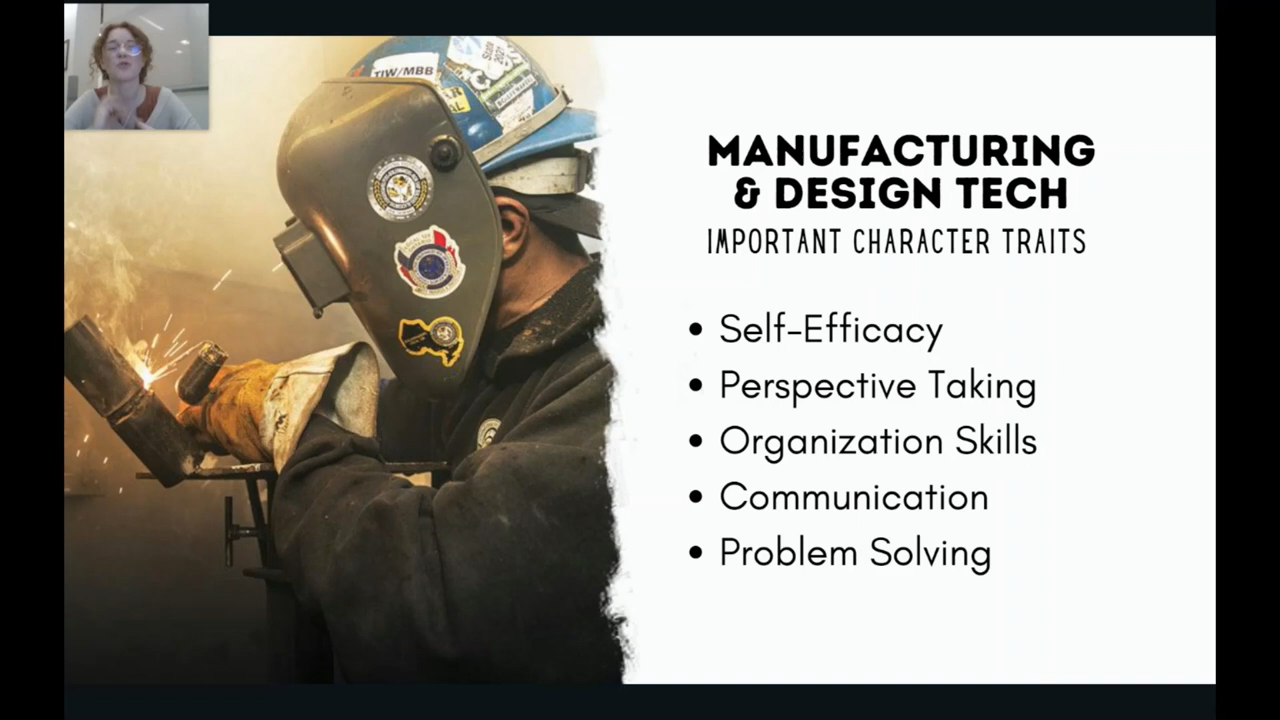 TIW/MBB
MANUFACTURING
& DESIGN TECH
IMPORTANT CHARACTER TRAITS
• Self-Efficacy
• Perspective Taking
• Organization Skills
• Communication
• Problem Solving